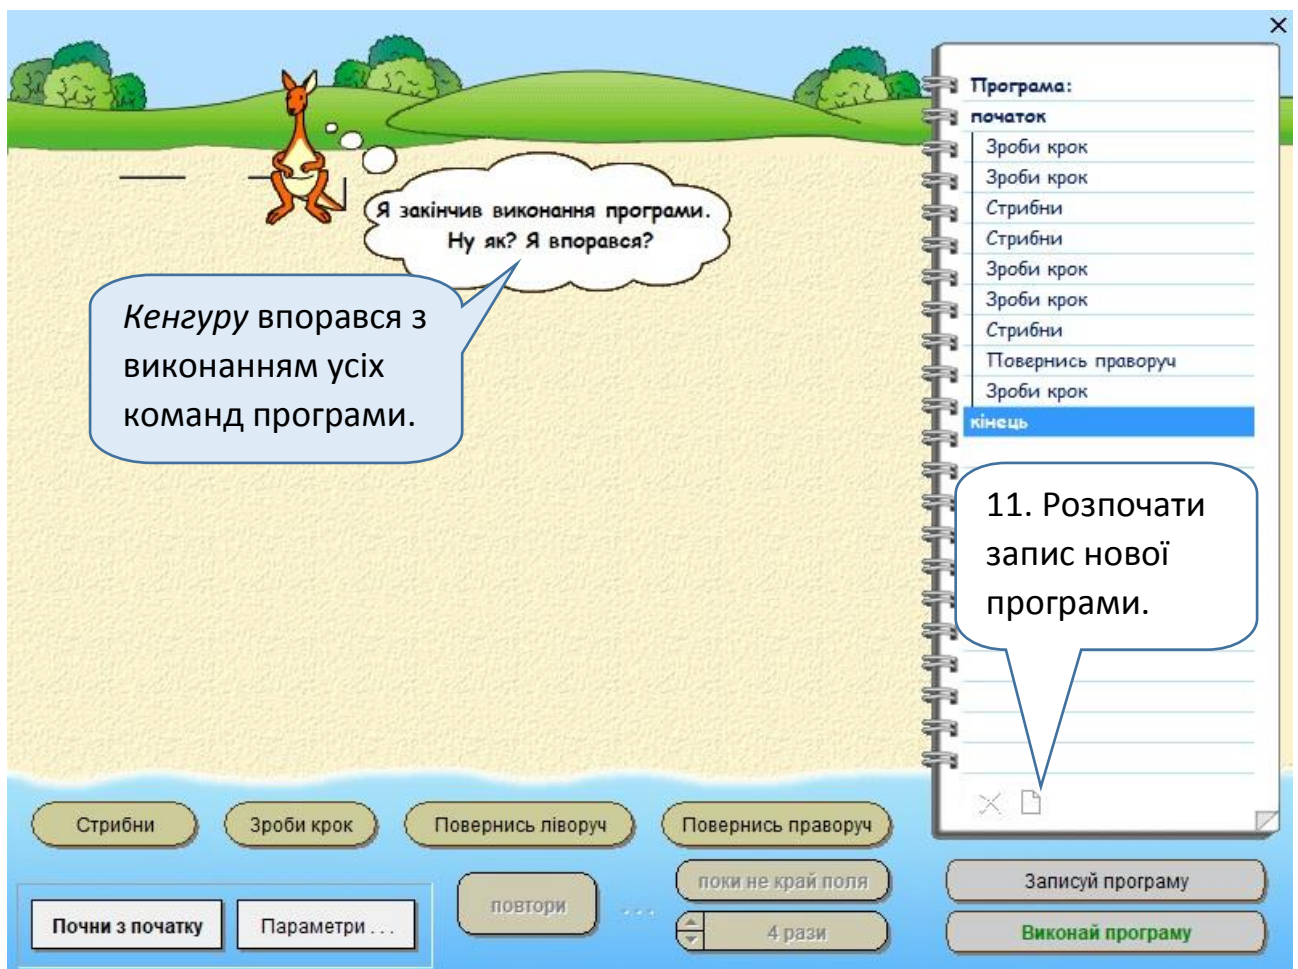 Програма:
початок
Зроби крок
Зроби крок
Стрибни
Стрибни
Зроби крок
Зроби крок
Стрибни
Повернись праворуч
Зроби крок
кінець
Я закінчив виконання програми.
Ну як? Я впорався?
Кенгуру впорався з
виконанням усіх
команд програми.
11. Розпочати
запис нової
програми.
Стрибни
Зроби крок
Повернись ліворуч
Повернись праворуч
Почни з початку
Параметри . . .
повтори
. . .
поки не край поля
4 рази
Записуй програму
Виконай програму